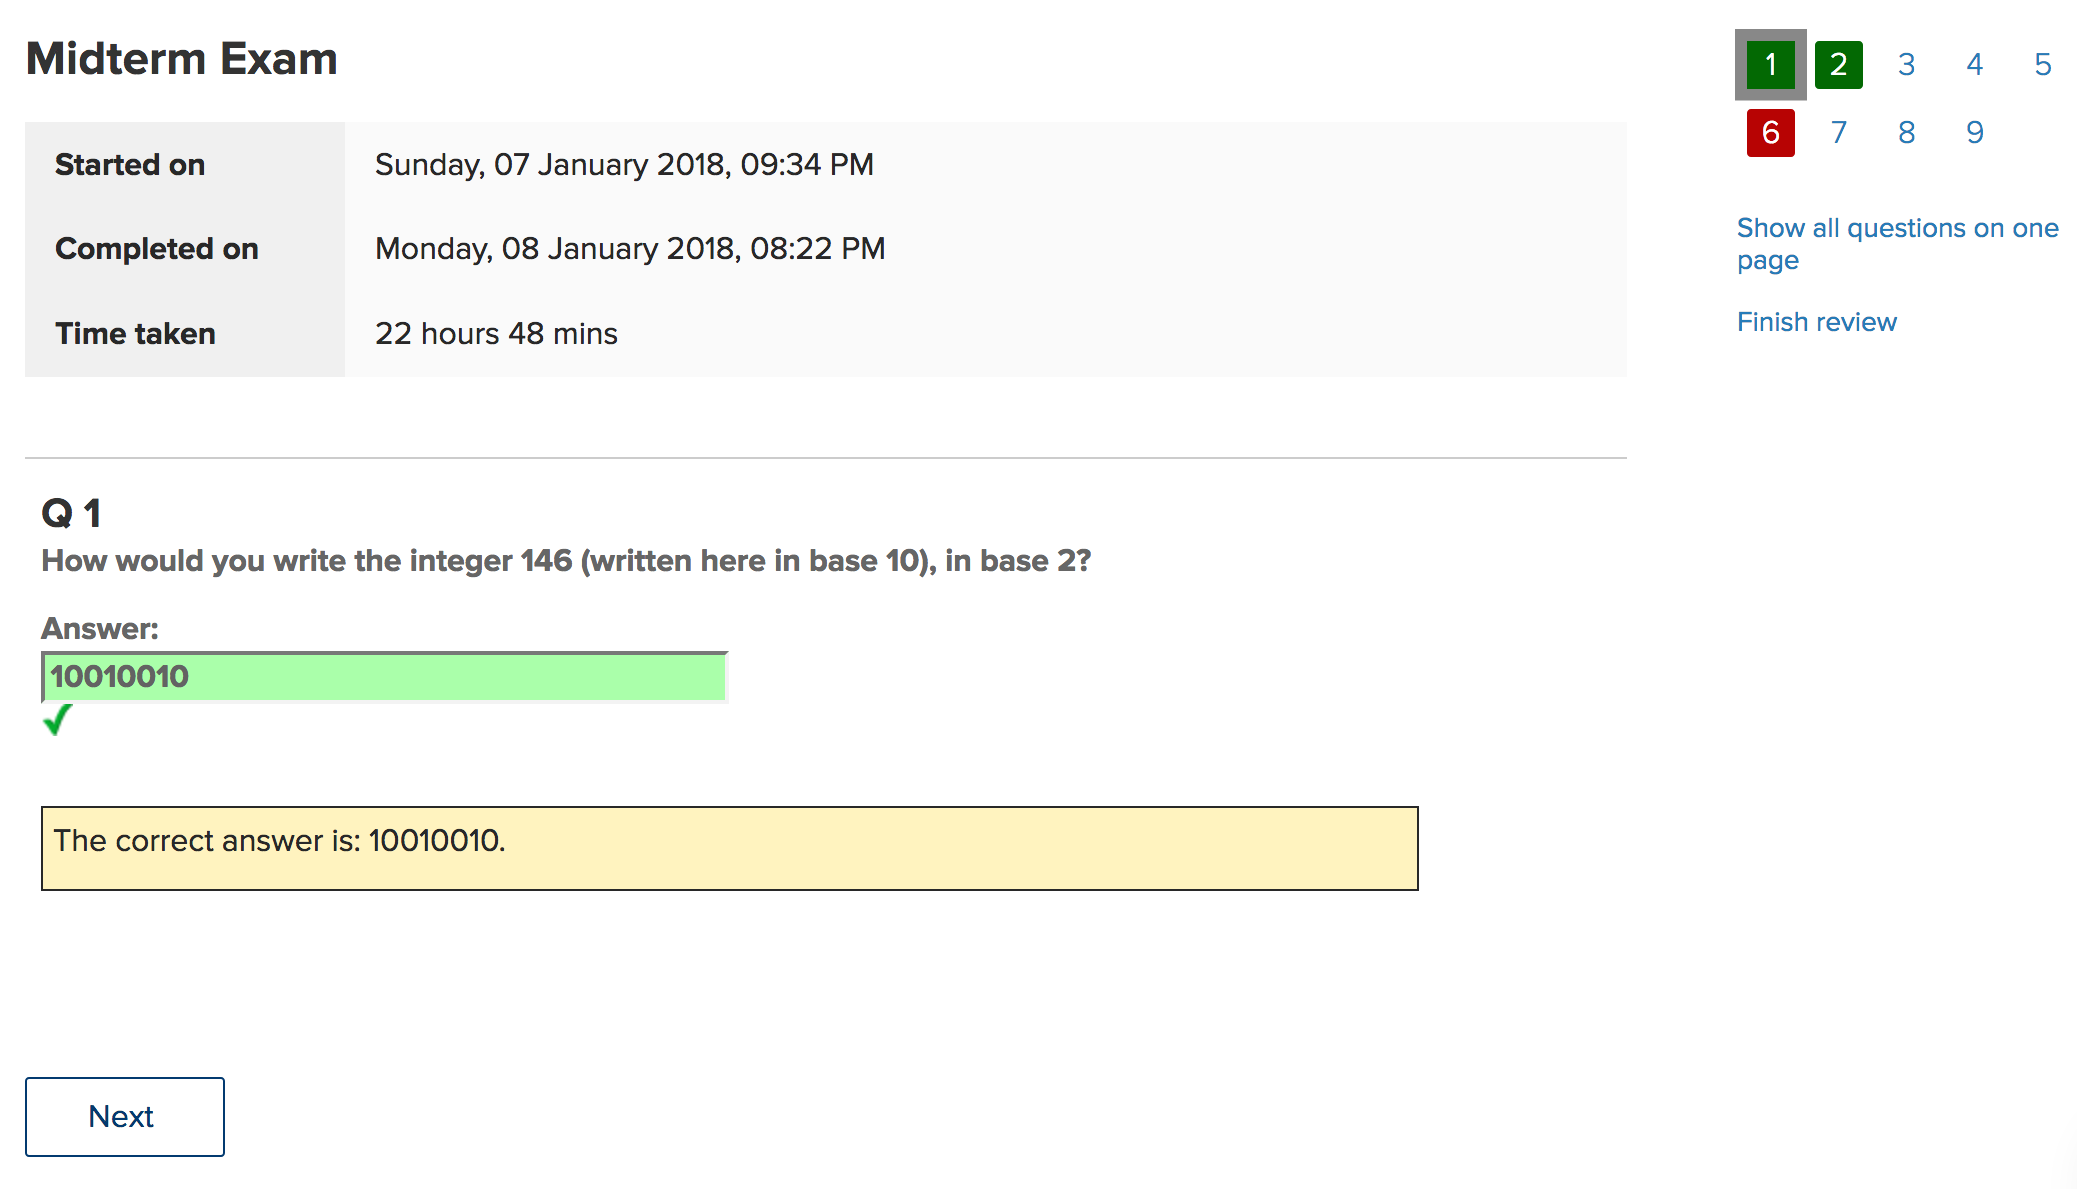 Midterm Exam
Started on Sunday, 07 January 2018, 09:34 PM
Completed on Monday, 08 January 2018, 08:22 PM
Time taken 22 hours 48 mins
Q 1
How would you write the integer 146 (written here in base 10), in base 2?
Answer:
10010010
The correct answer is: 10010010.
Next
1 2 3 4 5
6 7 8 9
Show all questions on one
page
Finish review